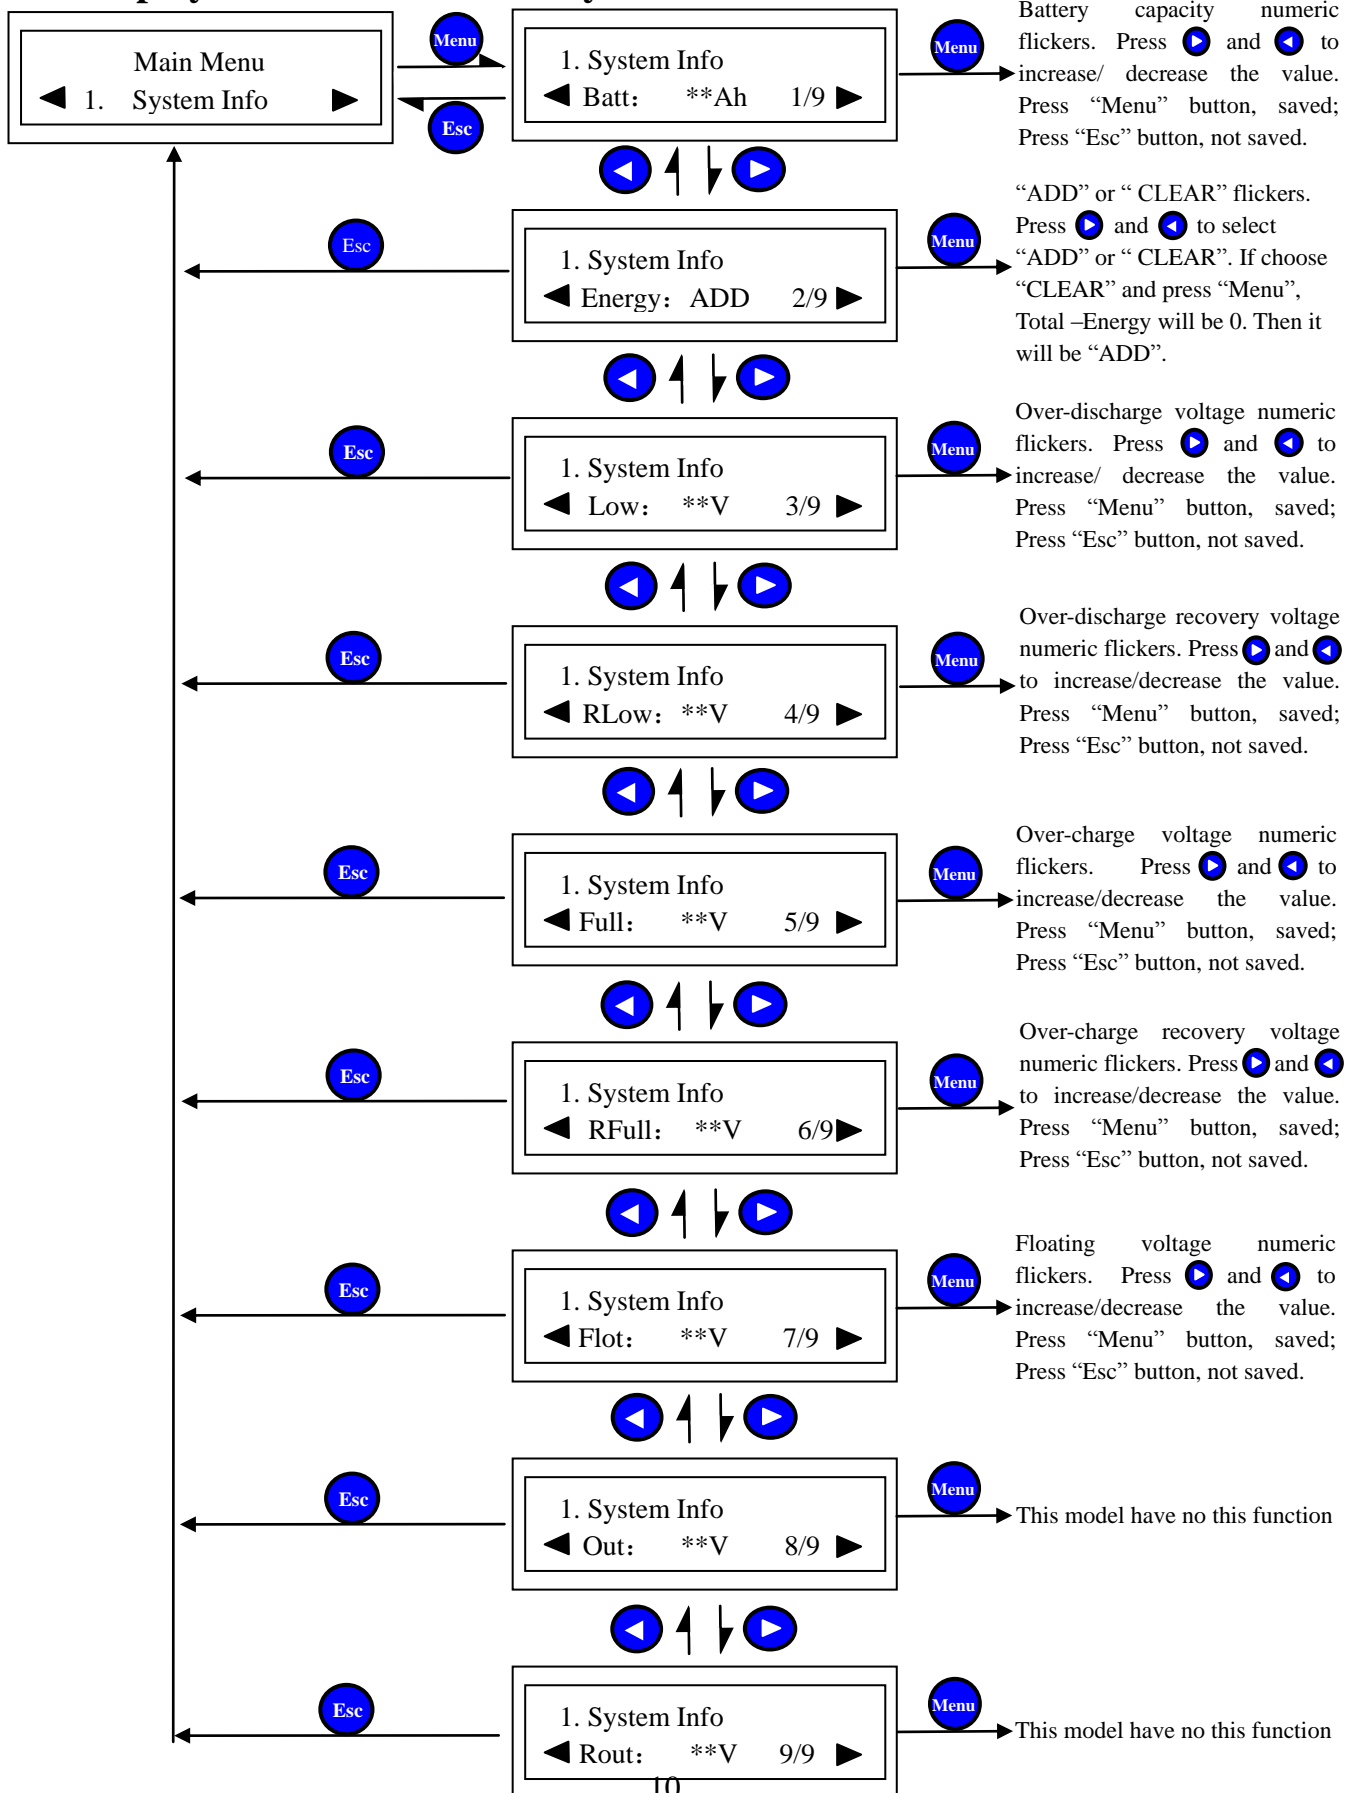 Main Menu
1. System Info
Menu
Esc
1. System Info
Batt： **Ah 1/9
Menu
Battery capacity numeric
flickers. Press and to
increase/ decrease the value.
Press “Menu” button, saved;
Press “Esc” button, not saved.
Esc
1. System Info
Energy： ADD 2/9
Menu
“ADD” or “ CLEAR” flickers.
Press and to select
“ADD” or “ CLEAR”. If choose
“CLEAR” and press “Menu”,
Total –Energy will be 0. Then it
will be “ADD”.
Esc
1. System Info
Low： **V 3/9
Menu
Over-discharge voltage numeric
flickers. Press and to
increase/ decrease the value.
Press “Menu” button, saved;
Press “Esc” button, not saved.
Esc
1. System Info
RLow： **V 4/9
Menu
Over-discharge recovery voltage
numeric flickers. Press and
to increase/decrease the value.
Press “Menu” button, saved;
Press “Esc” button, not saved.
Esc
1. System Info
Full： **V 5/9
Menu
Over-charge voltage numeric
flickers. Press and to
increase/decrease the value.
Press “Menu” button, saved;
Press “Esc” button, not saved.
Esc
1. System Info
RFull： **V 6/9
Menu
Over-charge recovery voltage
numeric flickers. Press and
to increase/decrease the value.
Press “Menu” button, saved;
Press “Esc” button, not saved.
Esc
1. System Info
Flot： **V 7/9
Menu
Floating voltage numeric
flickers. Press and to
increase/decrease the value.
Press “Menu” button, saved;
Press “Esc” button, not saved.
Esc
1. System Info
Out： **V 8/9
Menu
This model have no this function
Esc
1. System Info
Rout： **V 9/9
Menu
This model have no this function
10